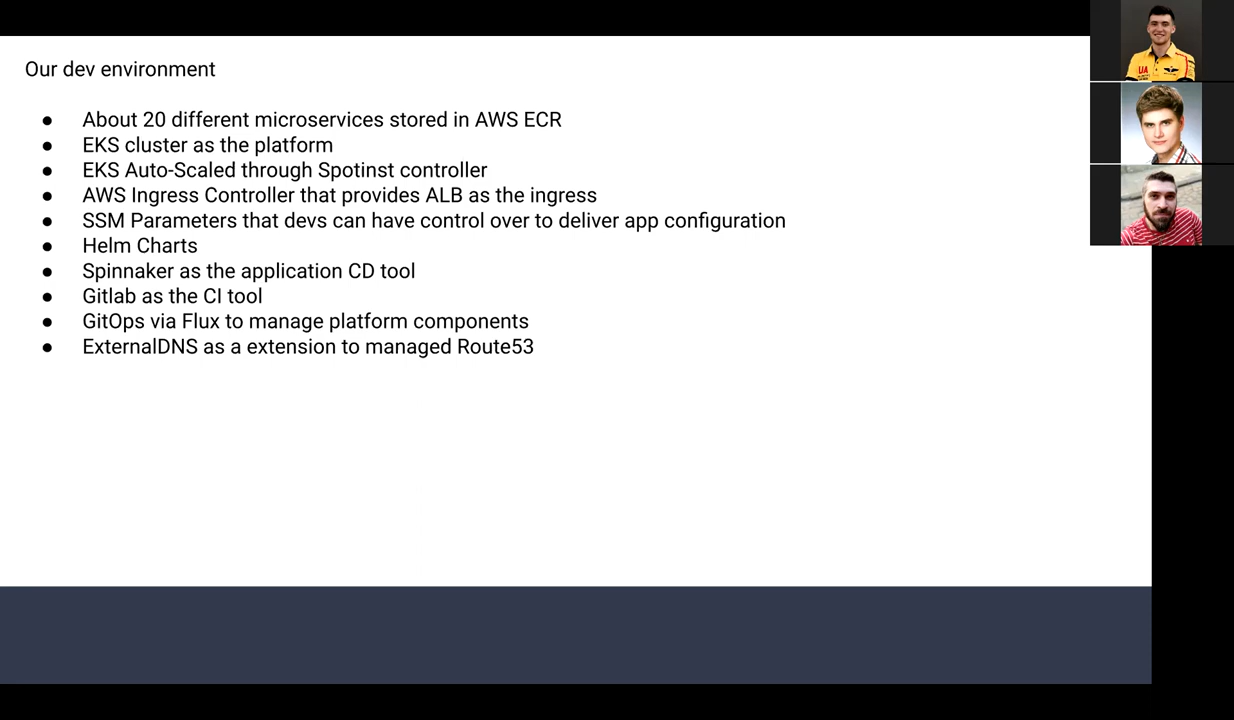 Our dev environment
● About 20 different microservices stored in AWS ECR
● EKS cluster as the platform
● EKS Auto-Scaled through Spotinst controller
● AWS Ingress Controller that provides ALB as the ingress
● SSM Parameters that devs can have control over to deliver app configuration
● Helm Charts
● Spinnaker as the application CD tool
● Gitlab as the CI tool
● GitOps via Flux to manage platform components
● ExternalDNS as a extension to managed Route53
UA